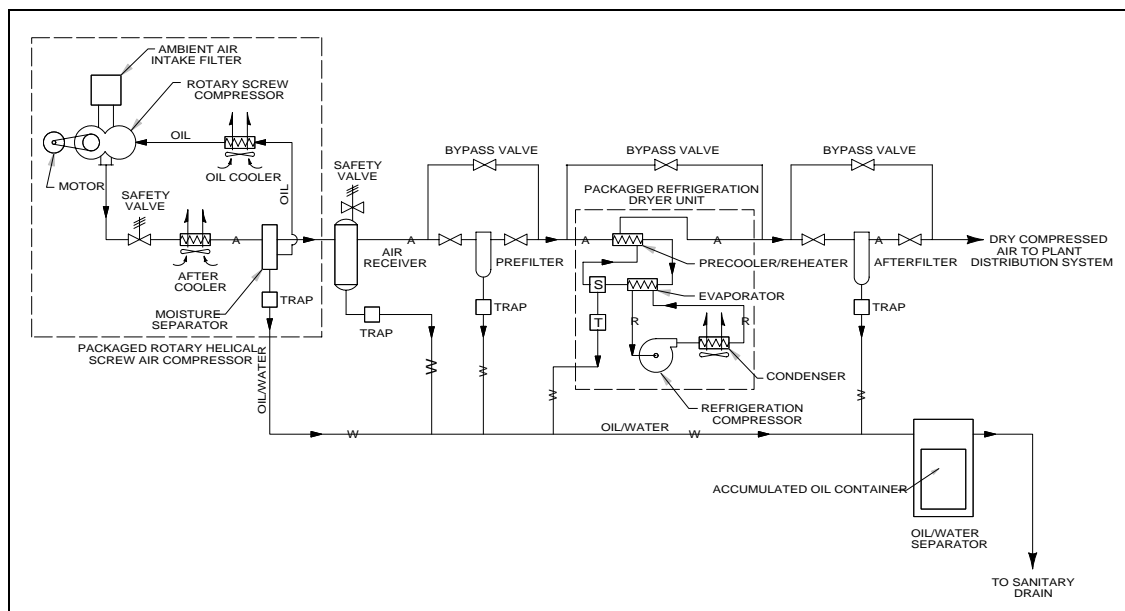 AMBIENT AIR
INTAKE FILTER
ROTARY SCREW
COMPRESSOR
OIL
OIL COOLER
MOTOR
SAFETY
VALVE
OIL
A
AFTER
COOLER
TRAP
MOISTURE
SEPARATOR
PACKAGED ROTARY HELICAL
SCREW AIR COMPRESSOR
OIL/WATER
SAFETY
VALVE
A
AIR
RECEIVER
TRAP
W
BYPASS VALVE
PREFILTER
TRAP
W
BYPASS VALVE
PACKAGED REFRIGERATION
DRYER UNIT
A
A
PRECOOLER/REHEATER
S
EVAPORATOR
T
R
R
CONDENSER
REFRIGERATION
COMPRESSOR
W
BYPASS VALVE
A
AFTERFILTER
TRAP
W
DRY COMPRESSED
AIR TO PLANT
DISTRIBUTION SYSTEM
W
OIL/WATER
W
ACCUMULATED OIL CONTAINER
OIL/WATER
SEPARATOR
TO SANITARY
DRAIN